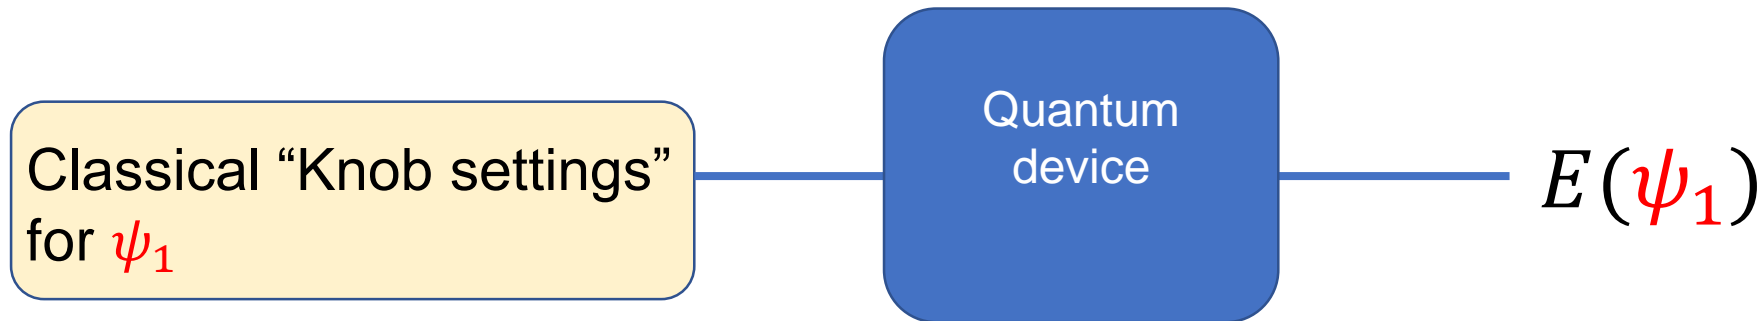 Classical “Knob settings”
for ψ₁
Quantum
device
E(ψ₁)